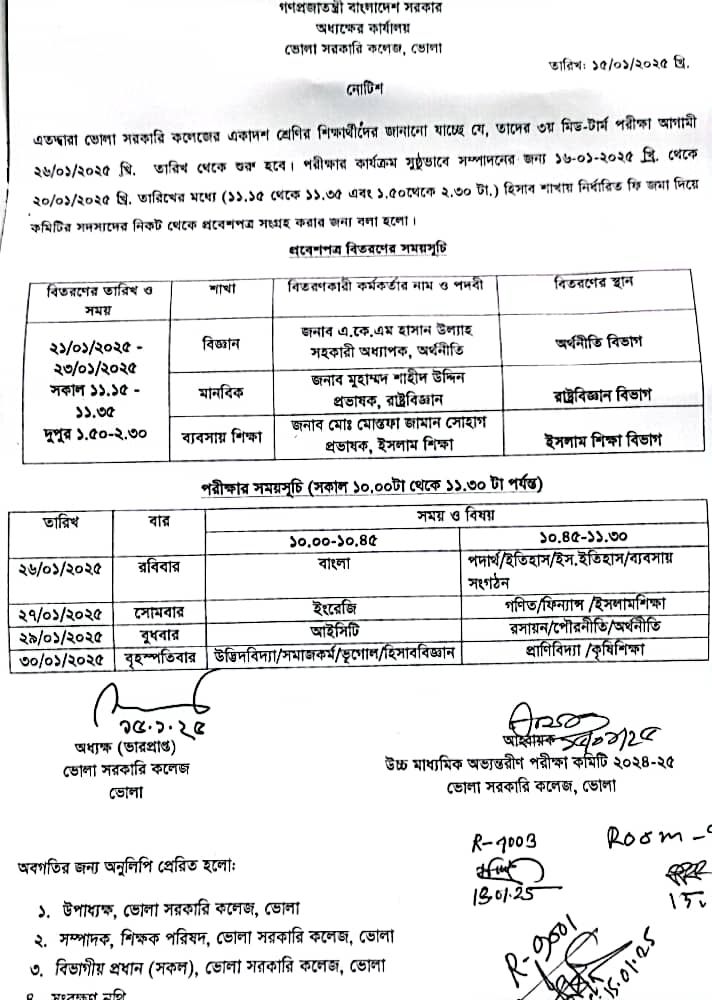 গণপ্রজাতন্ত্রী বাংলাদেশ সরকার
অধ্যক্ষের কার্যালয়
ভোলা সরকারি কলেজ, ভোলা
তারিখ: ১৫/০১/২০২৫ খ্রি.
নোটিশ
এতদ্বারা ভোলা সরকারি কলেজের একাদশ শ্রেণির শিক্ষার্থীদের জানানো যাচ্ছে যে, তাদের ৩য় মিড-টার্ম পরীক্ষা আগামী
২৬/০১/২০২৫ খ্রি. তারিখ থেকে শুরু হবে। পরীক্ষার কার্যক্রম সুষ্ঠুভাবে সম্পাদনের জন্য ১৬-০১-২০২৫ খ্রি. থেকে
২০/০১/২০২৫ খ্রি. তারিখের মধ্যে (১১.১৫ থেকে ১১.৩৫ এবং ১.৫০থেকে ২.৩০ টা.) হিসাব শাখায় নির্ধারিত ফি জমা দিয়ে
কমিটির সদস্যদের নিকট থেকে প্রবেশপত্র সংগ্রহ করার জন্য বলা হলো।
প্রবেশপত্র বিতরণের সময়সূচি
বিতরণের তারিখ ও সময় শাখা বিতরণকারী কর্মকর্তার নাম ও পদবী বিতরণের স্থান
২১/০১/২০২৫ -
২৩/০১/২০২৫
সকাল ১১.১৫ -
১১.৩৫
দুপুর ১.৫০-২.৩০
বিজ্ঞান জনাব এ.কে.এম হাসান উল্যাহ সহকারী অধ্যাপক, অর্থনীতি অর্থনীতি বিভাগ
মানবিক জনাব মুহাম্মদ শাহীদ উদ্দিন প্রভাষক, রাষ্ট্রবিজ্ঞান রাষ্ট্রবিজ্ঞান বিভাগ
ব্যবসায় শিক্ষা জনাব মোঃ মোস্তফা জামান সোহাগ প্রভাষক, ইসলাম শিক্ষা ইসলাম শিক্ষা বিভাগ
পরীক্ষার সময়সূচি (সকাল ১০.০০টা থেকে ১১.৩০ টা পর্যন্ত)
তারিখ বার সময় ও বিষয়
১০.০০-১০.৪৫ ১০.৪৫-১১.৩০
২৬/০১/২০২৫ রবিবার বাংলা পদার্থ/ইতিহাস/ইস.ইতিহাস/ব্যবসায় সংগঠন
২৭/০১/২০২৫ সোমবার ইংরেজি গণিত/ফিন্যান্স /ইসলামশিক্ষা
২৯/০১/২০২৫ বুধবার আইসিটি রসায়ন/পৌরনীতি/অর্থনীতি
৩০/০১/২০২৫ বৃহস্পতিবার উদ্ভিদবিদ্যা/সমাজকর্ম/ভূগোল/হিসাববিজ্ঞান প্রাণিবিদ্যা /কৃষিশিক্ষা
১৫.১.২৫
অধ্যক্ষ (ভারপ্রাপ্ত)
ভোলা সরকারি কলেজ
ভোলা
আহ্বায়ক
উচ্চ মাধ্যমিক অভ্যন্তরীণ পরীক্ষা কমিটি ২০২৪-২৫
ভোলা সরকারি কলেজ, ভোলা
Room
15.01.25
অবগতির জন্য অনুলিপি প্রেরিত হলো:
১. উপাধ্যক্ষ, ভোলা সরকারি কলেজ, ভোলা
২. সম্পাদক, শিক্ষক পরিষদ, ভোলা সরকারি কলেজ, ভোলা
৩. বিভাগীয় প্রধান (সকল), ভোলা সরকারি কলেজ, ভোলা
৪. সংরক্ষণ নথি
15.01.25